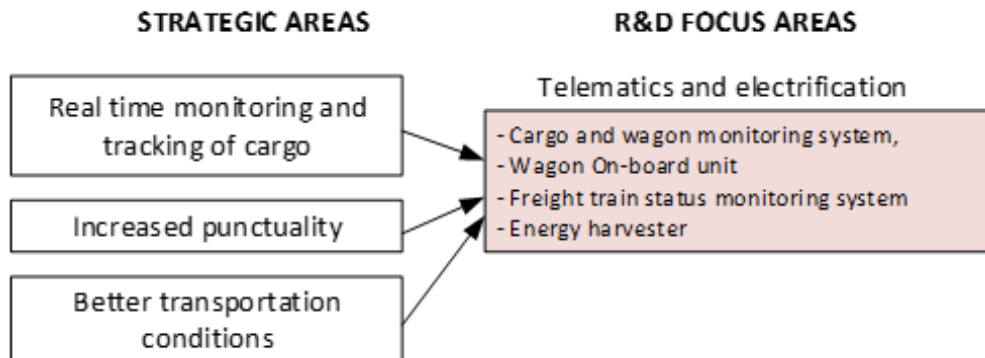 STRATEGIC AREAS
R&D FOCUS AREAS
Real time monitoring and
tracking of cargo
Increased punctuality
Better transportation
conditions
Telematics and electrification
- Cargo and wagon monitoring system,
- Wagon On-board unit
- Freight train status monitoring system
- Energy harvester